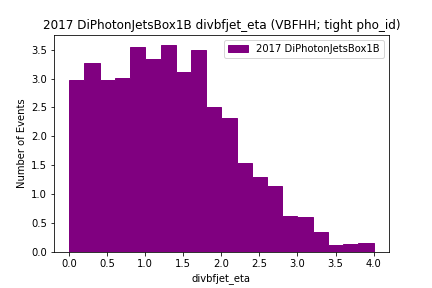 2017 DiPhotonJetsBox1B divbfjet_eta (VBFHH; tight pho_id)
2017 DiPhotonJetsBox1B
3.5
3.0
2.5
2.0
1.5
1.0
0.5
0.0
Number of Events
0.0 0.5 1.0 1.5 2.0 2.5 3.0 3.5 4.0
divbfjet_eta